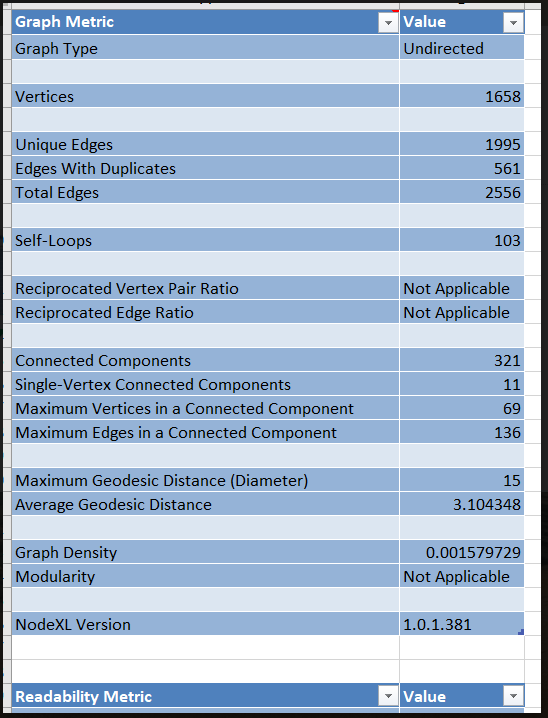 Graph Metric Value
Graph Type Undirected
Vertices 1658
Unique Edges 1995
Edges With Duplicates 561
Total Edges 2556
Self-Loops 103
Reciprocated Vertex Pair Ratio Not Applicable
Reciprocated Edge Ratio Not Applicable
Connected Components 321
Single-Vertex Connected Components 11
Maximum Vertices in a Connected Component 69
Maximum Edges in a Connected Component 136
Maximum Geodesic Distance (Diameter) 15
Average Geodesic Distance 3.104348
Graph Density 0.001579729
Modularity Not Applicable
NodeXL Version 1.0.1.381
Readability Metric Value